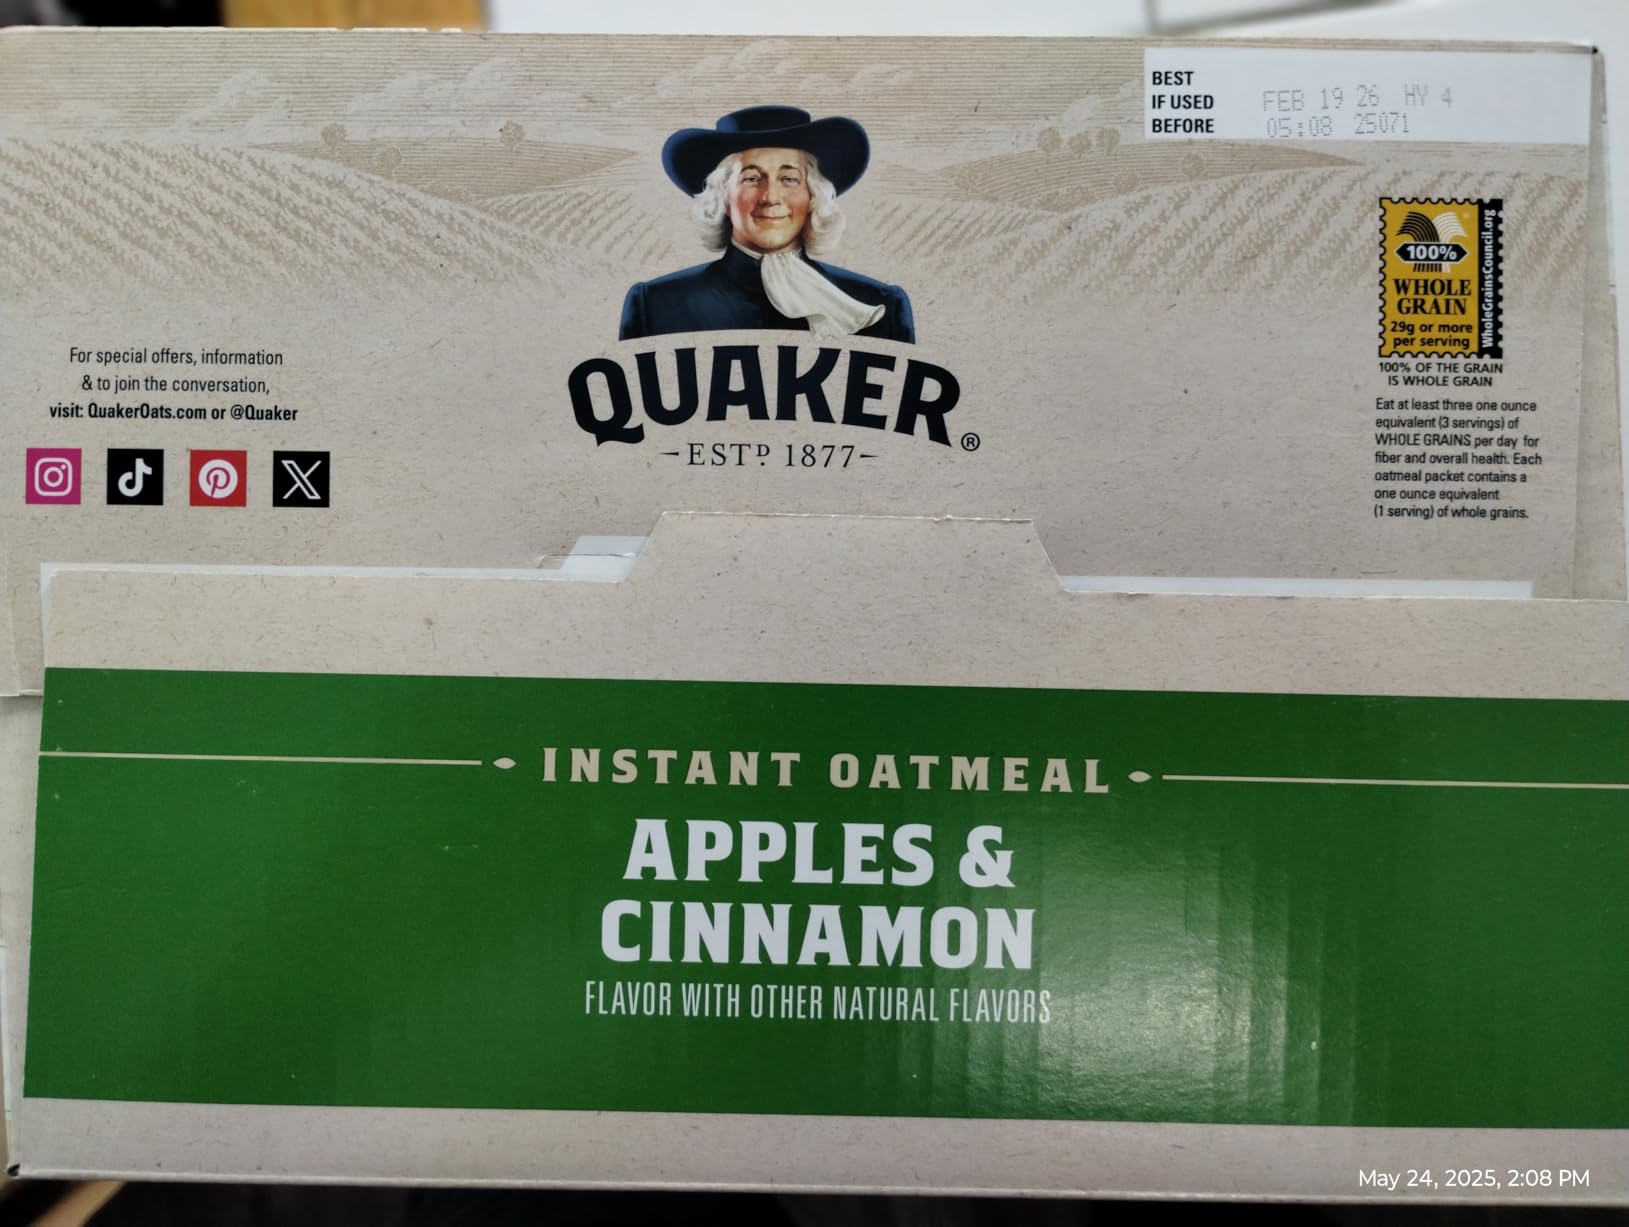 BEST
IF USED
BEFORE
FEB 19 26 HY 4
05:08 25071
100%
WHOLE
GRAIN
29g or more
per serving
WholeGrainsCouncil.org
100% OF THE GRAIN
IS WHOLE GRAIN
Eat at least three one ounce
equivalent (3 servings) of
WHOLE GRAINS per day for
fiber and overall health. Each
oatmeal packet contains a
one ounce equivalent
(1 serving) of whole grains.
For special offers, information
& to join the conversation,
visit: QuakerOats.com or @Quaker
QUAKER®
-ESTD. 1877-
INSTANT OATMEAL
APPLES &
CINNAMON
FLAVOR WITH OTHER NATURAL FLAVORS
May 24, 2025, 2:08 PM